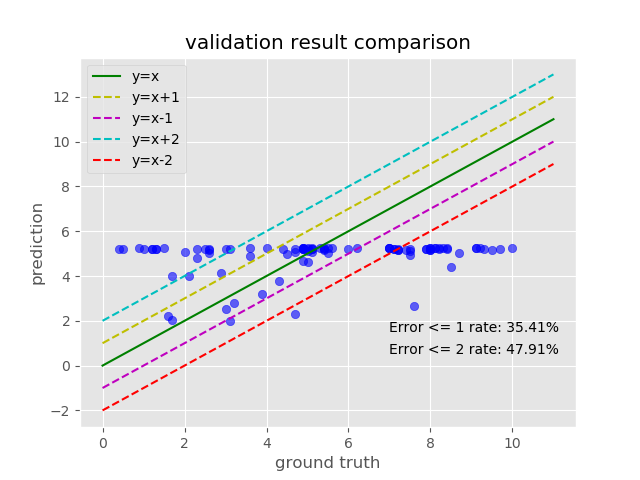 validation result comparison
y=x
y=x+1
y=x-1
y=x+2
y=x-2
12
10
8
6
4
2
0
−2
prediction
Error <= 1 rate: 35.41%
Error <= 2 rate: 47.91%
0 2 4 6 8 10
ground truth